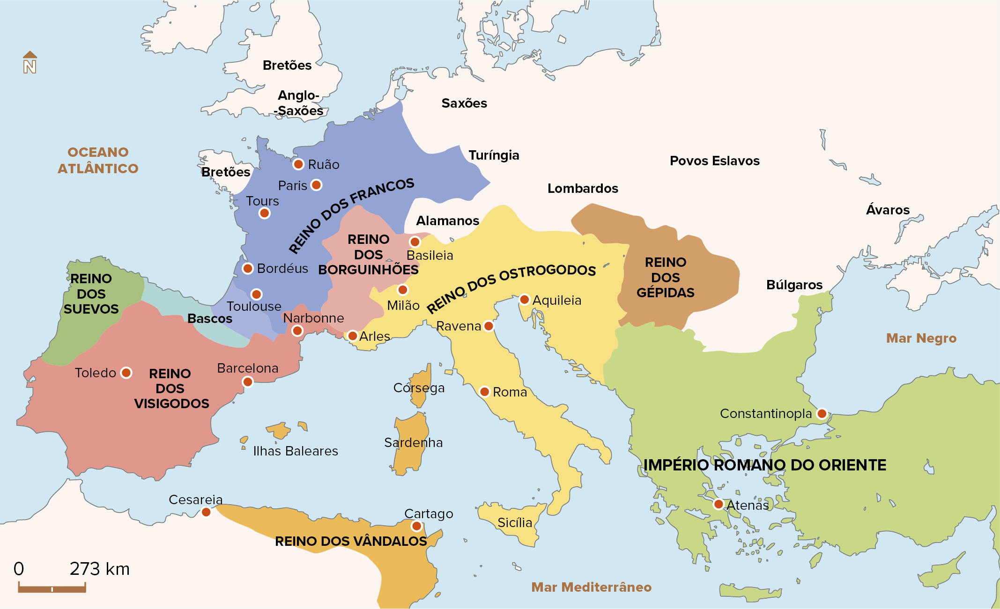 N
Bretões
Anglo-
-Saxões
Saxões
OCEANO
ATLÂNTICO
Bretões
Turíngia
Povos Eslavos
Ruão
Paris
Tours
REINO DOS FRANCOS
Lombardos
Ávaros
Alamanos
REINO
DOS
BORGUINHÕES
Basileia
Bordéus
REINO DOS OSTROGODOS
REINO
DOS
GÉPIDAS
Búlgaros
REINO
DOS
SUEVOS
Toulouse
Milão
Aquileia
Bascos
Narbonne
Ravena
Arles
Mar Negro
Toledo
REINO
DOS
VISIGODOS
Barcelona
Córsega
Roma
Constantinopla
Sardenha
Ilhas Baleares
IMPÉRIO ROMANO DO ORIENTE
Cesareia
Cartago
Sicília
Atenas
REINO DOS VÂNDALOS
0 273 km
Mar Mediterrâneo